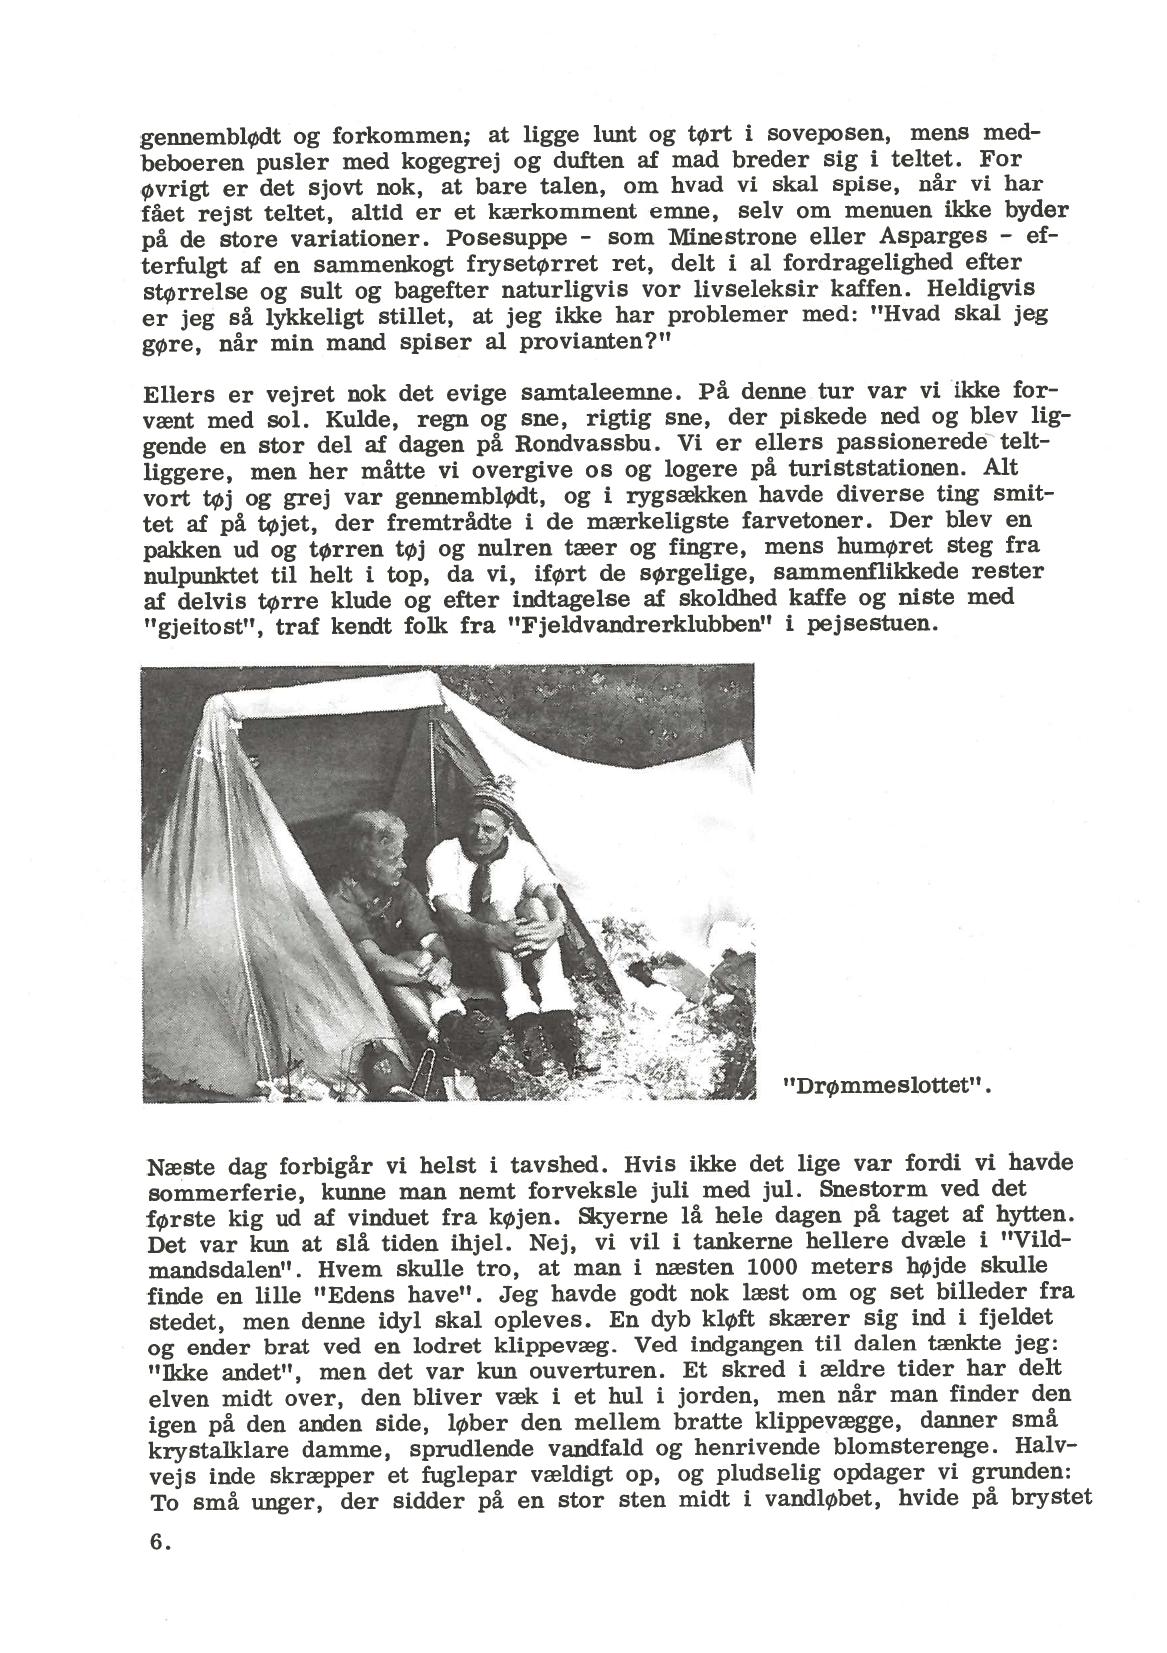 gennemblødt og forkommen; at ligge lunt og tørt i soveposen, mens med-
beboeren pusler med kogegrej og duften af mad breder sig i teltet. For
øvrigt er det sjovt nok, at bare talen, om hvad vi skal spise, når vi har
fået rejst teltet, altid er et kærkomment emne, selv om menuen ikke byder
på de store variationer. Posesuppe - som Minestrone eller Asparges - ef-
terfulgt af en sammenkogt frysetørret ret, delt i al fordragelighed efter
størrelse og sult og bagefter naturligvis vor livseleksir kaffen. Heldigvis
er jeg så lykkeligt stillet, at jeg ikke har problemer med: "Hvad skal jeg
gøre, når min mand spiser al provianten?"
Ellers er vejret nok det evige samtaleemne. På denne tur var vi ikke for-
vænt med sol. Kulde, regn og sne, rigtig sne, der piskede ned og blev lig-
gende en stor del af dagen på Rondvassbu. Vi er ellers passionerede telt-
liggere, men her måtte vi overgive os og logere på turiststationen. Alt
vort tøj og grej var gennemblødt, og i rygsækken havde diverse ting smit-
tet af på tøjet, der fremtrådte i de mærkeligste farvetoner. Der blev en
pakken ud og tørren tøj og nulren tæer og fingre, mens humøret steg fra
nulpunktet til helt i top, da vi, iført de sørgelige, sammenflikkede rester
af delvis tørre klude og efter indtagelse af skoldhed kaffe og niste med
"gjeitost", traf kendt folk fra "Fjeldvandrerklubben" i pejsestuen.
"Drømmeslottet".
Næste dag forbigår vi helst i tavshed. Hvis ikke det lige var fordi vi havde
sommerferie, kunne man nemt forveksle juli med jul. Snestorm ved det
første kig ud af vinduet fra køjen. Skyerne lå hele dagen på taget af hytten.
Det var kun at slå tiden ihjel. Nej, vi vil i tankerne hellere dvæle i "Vild-
mandsdalen". Hvem skulle tro, at man i næsten 1000 meters højde skulle
finde en lille "Edens have". Jeg havde godt nok læst om og set billeder fra
stedet, men denne idyl skal opleves. En dyb kløft skærer sig ind i fjeldet
og ender brat ved en lodret klippevæg. Ved indgangen til dalen tænkte jeg:
"Ikke andet", men det var kun ouverturen. Et skred i ældre tider har delt
elven midt over, den bliver væk i et hul i jorden, men når man finder den
igen på den anden side, løber den mellem bratte klippevægge, danner små
krystalklare damme, sprudlende vandfald og henrivende blomsterenge. Halv-
vejs inde skræpper et fuglepar vældigt op, og pludselig opdager vi grunden:
To små unger, der sidder på en stor sten midt i vandløbet, hvide på brystet
6.